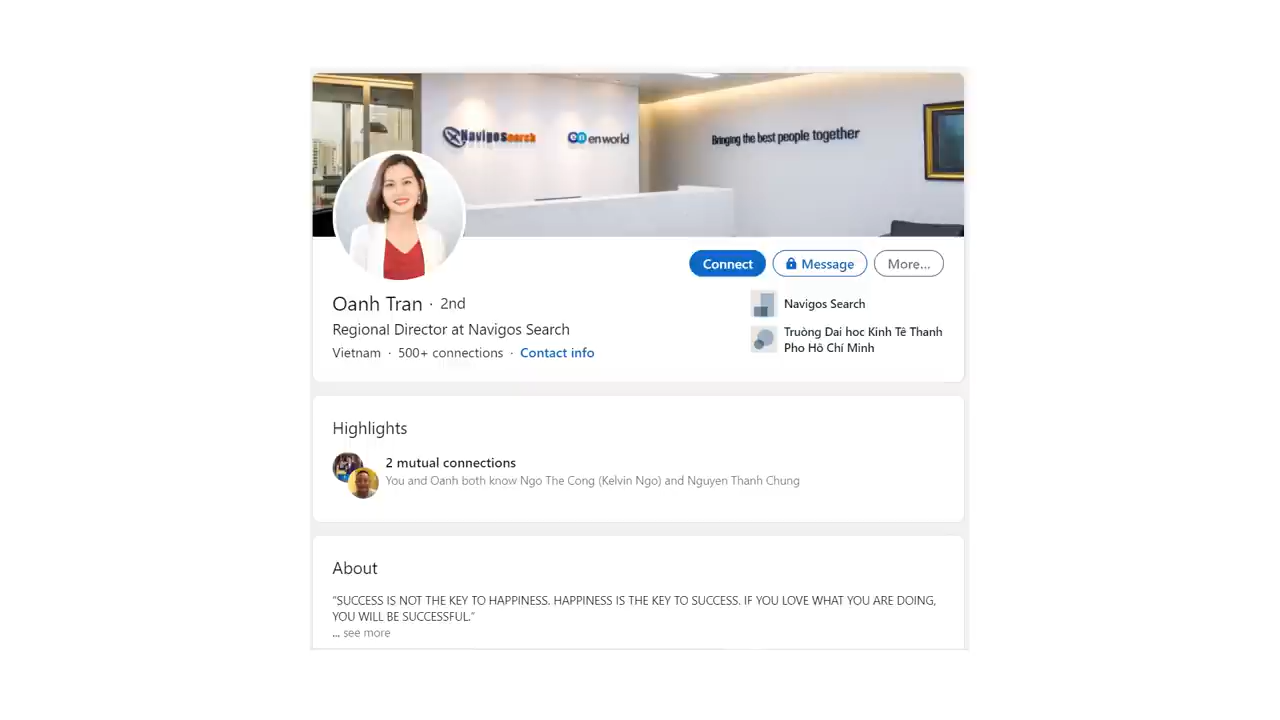 Navigossearch
en en world
Bringing the best people together
Connect
Message
More...
Oanh Tran · 2nd
Regional Director at Navigos Search
Vietnam · 500+ connections · Contact info
Navigos Search
Truòng Dai hoc Kinh Tê Thanh
Pho Hô Chí Minh
Highlights
2 mutual connections
You and Oanh both know Ngo The Cong (Kelvin Ngo) and Nguyen Thanh Chung
About
“SUCCESS IS NOT THE KEY TO HAPPINESS. HAPPINESS IS THE KEY TO SUCCESS. IF YOU LOVE WHAT YOU ARE DOING,
YOU WILL BE SUCCESSFUL.”
... see more